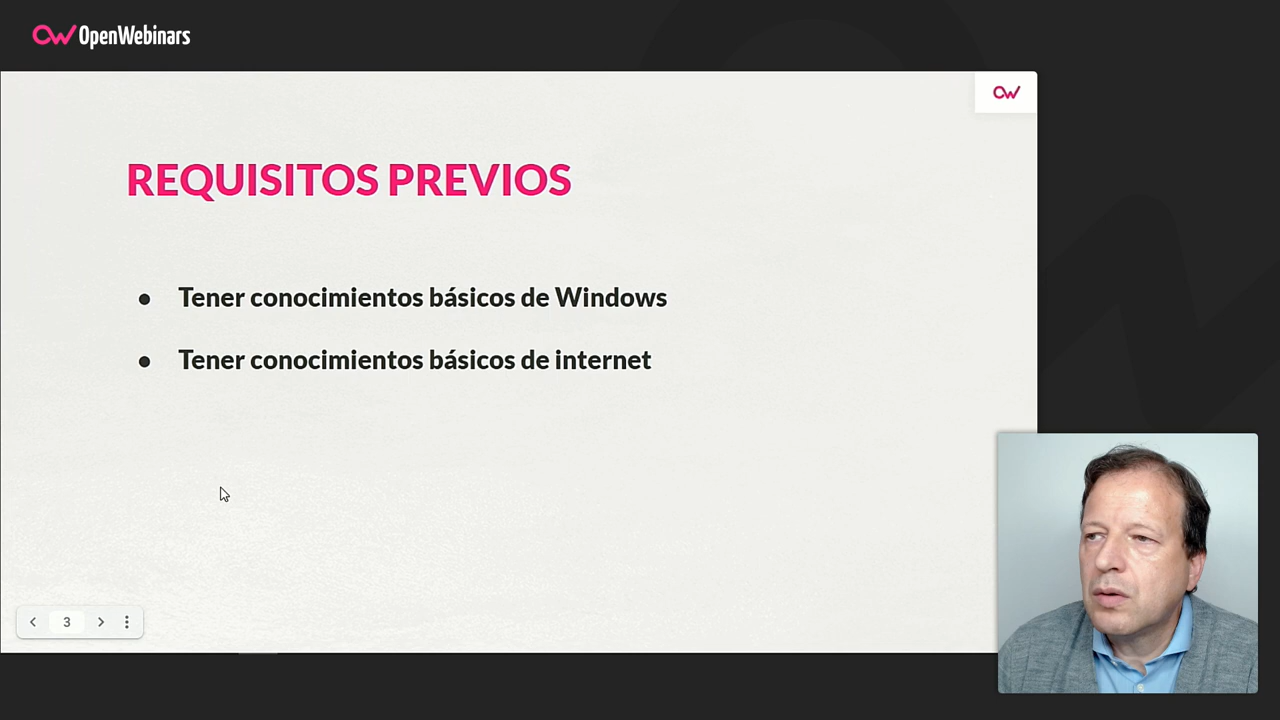 OpenWebinars
REQUISITOS PREVIOS
● Tener conocimientos básicos de Windows
● Tener conocimientos básicos de internet
3